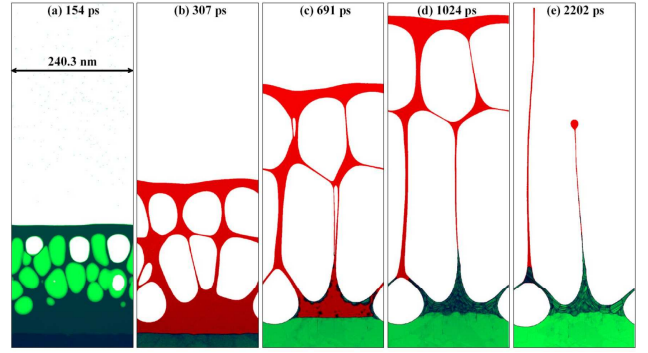 (a) 154 ps
(b) 307 ps
(c) 691 ps
(d) 1024 ps
(e) 2202 ps
240.3 nm